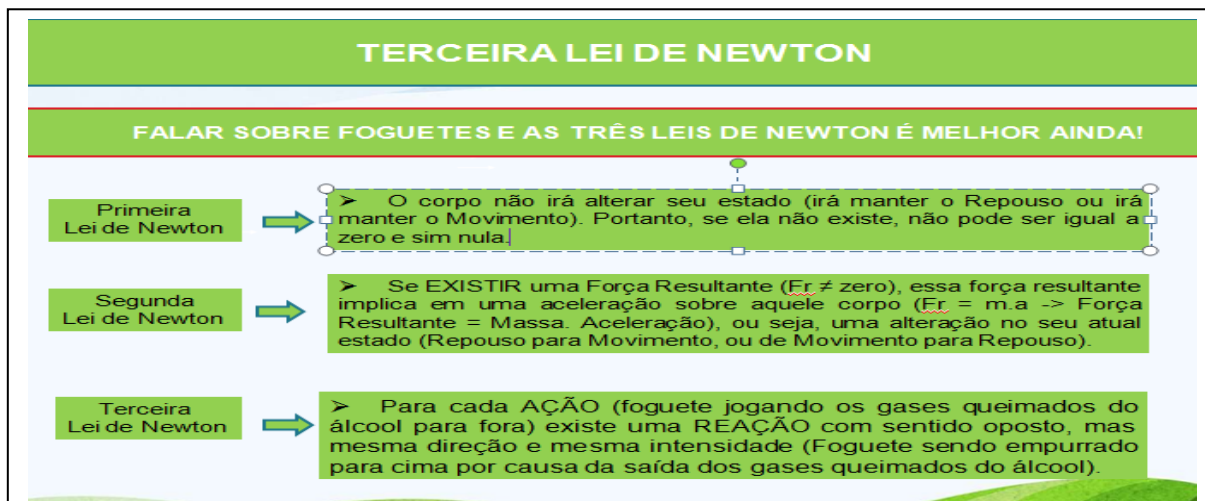 TERCEIRA LEI DE NEWTON
FALAR SOBRE FOGUETES E AS TRÊS LEIS DE NEWTON É MELHOR AINDA!
Primeira
Lei de Newton
➢ O corpo não irá alterar seu estado (irá manter o Repouso ou irá
manter o Movimento). Portanto, se ela não existe, não pode ser igual a
zero e sim nula.
Segunda
Lei de Newton
➢ Se EXISTIR uma Força Resultante (Fr ≠ zero), essa força resultante
implica em uma aceleração sobre aquele corpo (Fr = m.a -> Força
Resultante = Massa. Aceleração), ou seja, uma alteração no seu atual
estado (Repouso para Movimento, ou de Movimento para Repouso).
Terceira
Lei de Newton
➢ Para cada AÇÃO (foguete jogando os gases queimados do
álcool para fora) existe uma REAÇÃO com sentido oposto, mas
mesma direção e mesma intensidade (Foguete sendo empurrado
para cima por causa da saída dos gases queimados do álcool).